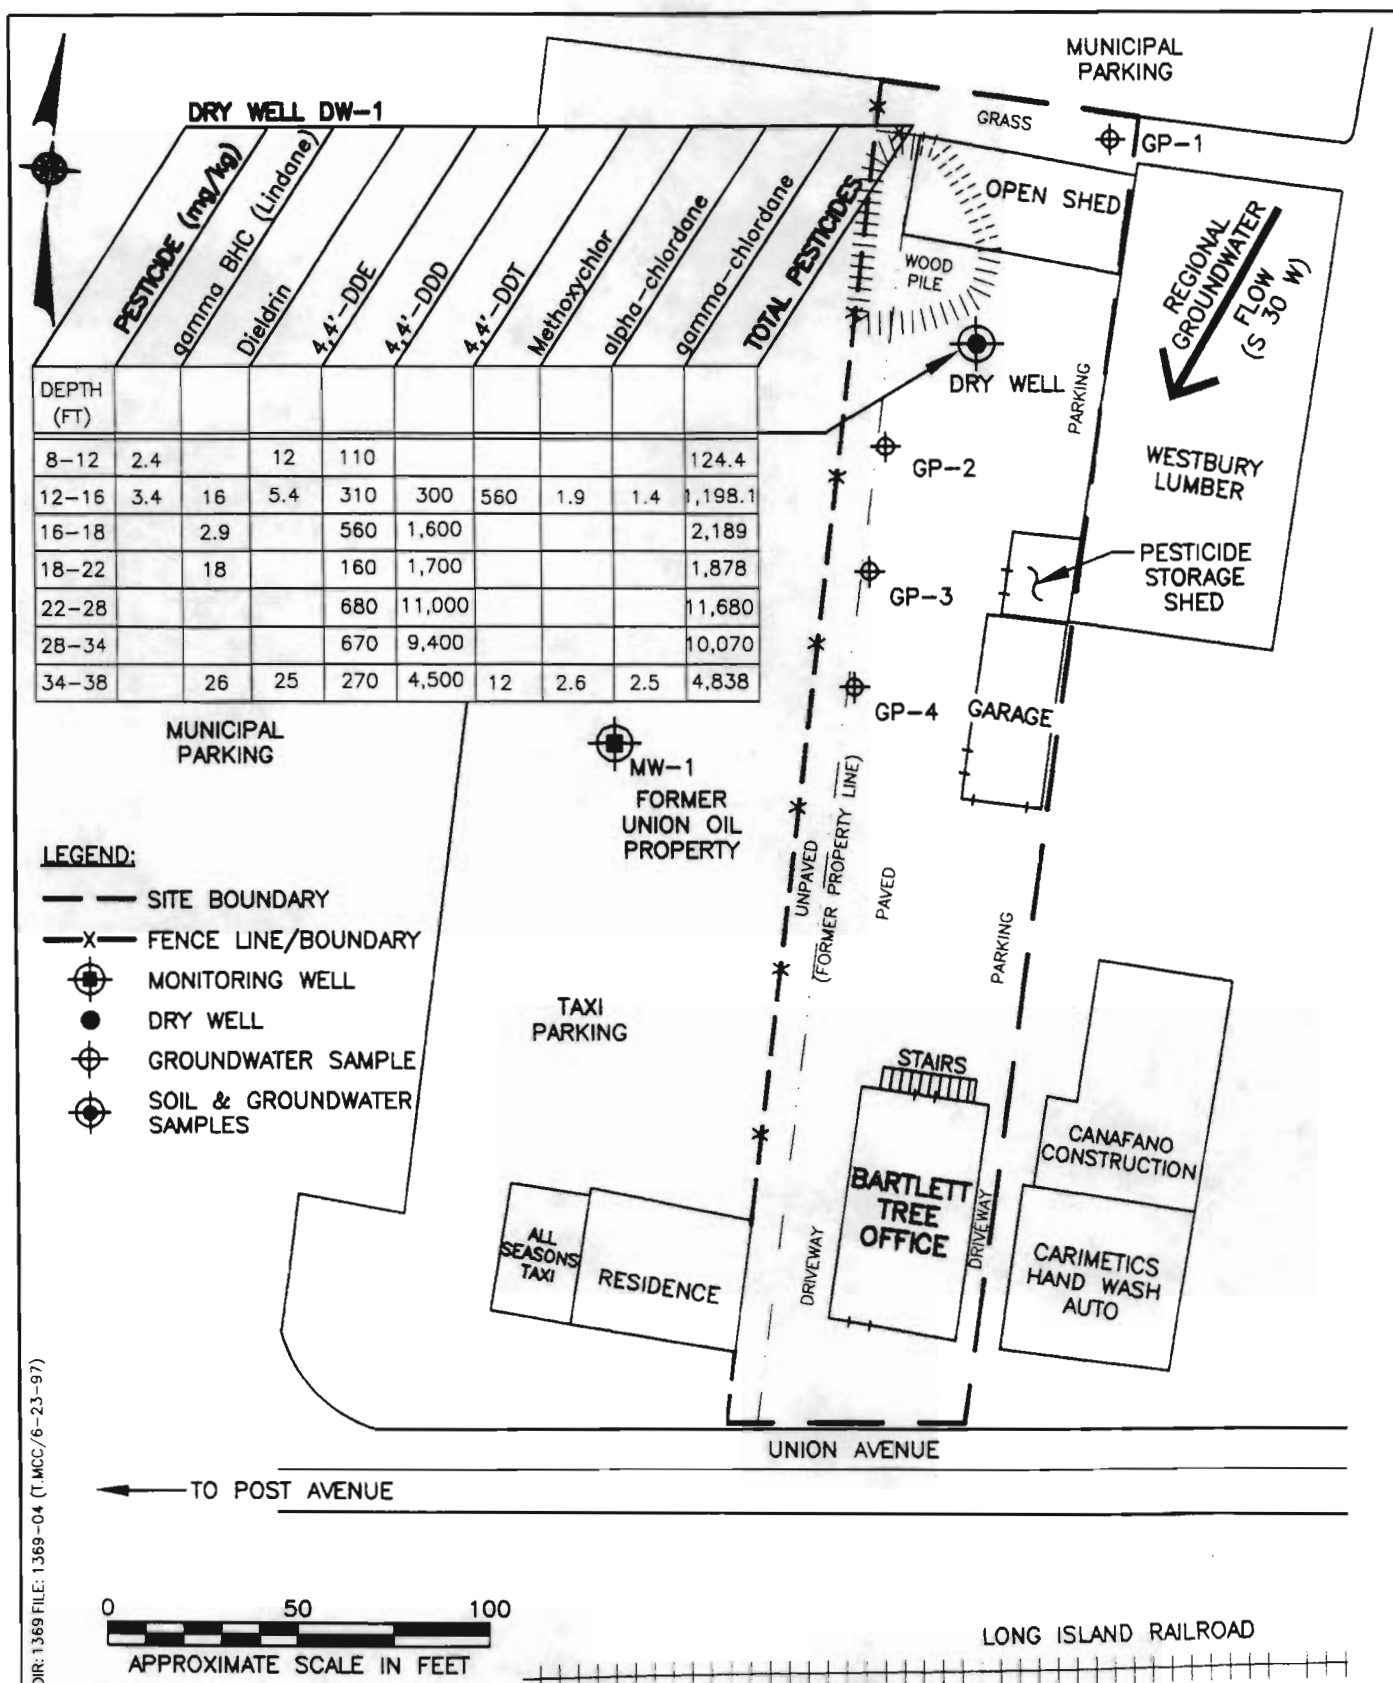 MUNICIPAL
PARKING
DRY WELL DW-1
GRASS
GP-1
PESTICIDE (mg/kg)
gamma BHC (Lindane)
Dieldrin
4,4'-DDE
4,4'-DDD
4,4'-DDT
Methoxychlor
alpha-chlordane
gamma-chlordane
TOTAL PESTICIDES
OPEN SHED
WOOD
PILE
REGIONAL
GROUNDWATER
FLOW
(S 30 W)
DRY WELL
PARKING
DEPTH
(FT)
8-12 2.4 12 110 124.4
12-16 3.4 16 5.4 310 300 560 1.9 1.4 1,198.1
16-18 2.9 560 1,600 2,189
18-22 18 160 1,700 1,878
22-28 680 11,000 11,680
28-34 670 9,400 10,070
34-38 26 25 270 4,500 12 2.6 2.5 4,838
GP-2
WESTBURY
LUMBER
GP-3
PESTICIDE
STORAGE
SHED
GP-4
GARAGE
MUNICIPAL
PARKING
MW-1
FORMER
UNION OIL
PROPERTY
UNPAVED
(FORMER PROPERTY LINE)
PAVED
PARKING
LEGEND:
SITE BOUNDARY
X FENCE LINE/BOUNDARY
MONITORING WELL
DRY WELL
GROUNDWATER SAMPLE
SOIL & GROUNDWATER
SAMPLES
TAXI
PARKING
STAIRS
BARTLETT
TREE
OFFICE
DRIVEWAY
DRIVEWAY
CANAFANO
CONSTRUCTION
CARIMETICS
HAND WASH
AUTO
ALL
SEASONS
TAXI
RESIDENCE
UNION AVENUE
TO POST AVENUE
DIR: 1369 FILE: 1369-04 (T.MCC/6-23-97)
0 50 100
APPROXIMATE SCALE IN FEET
LONG ISLAND RAILROAD